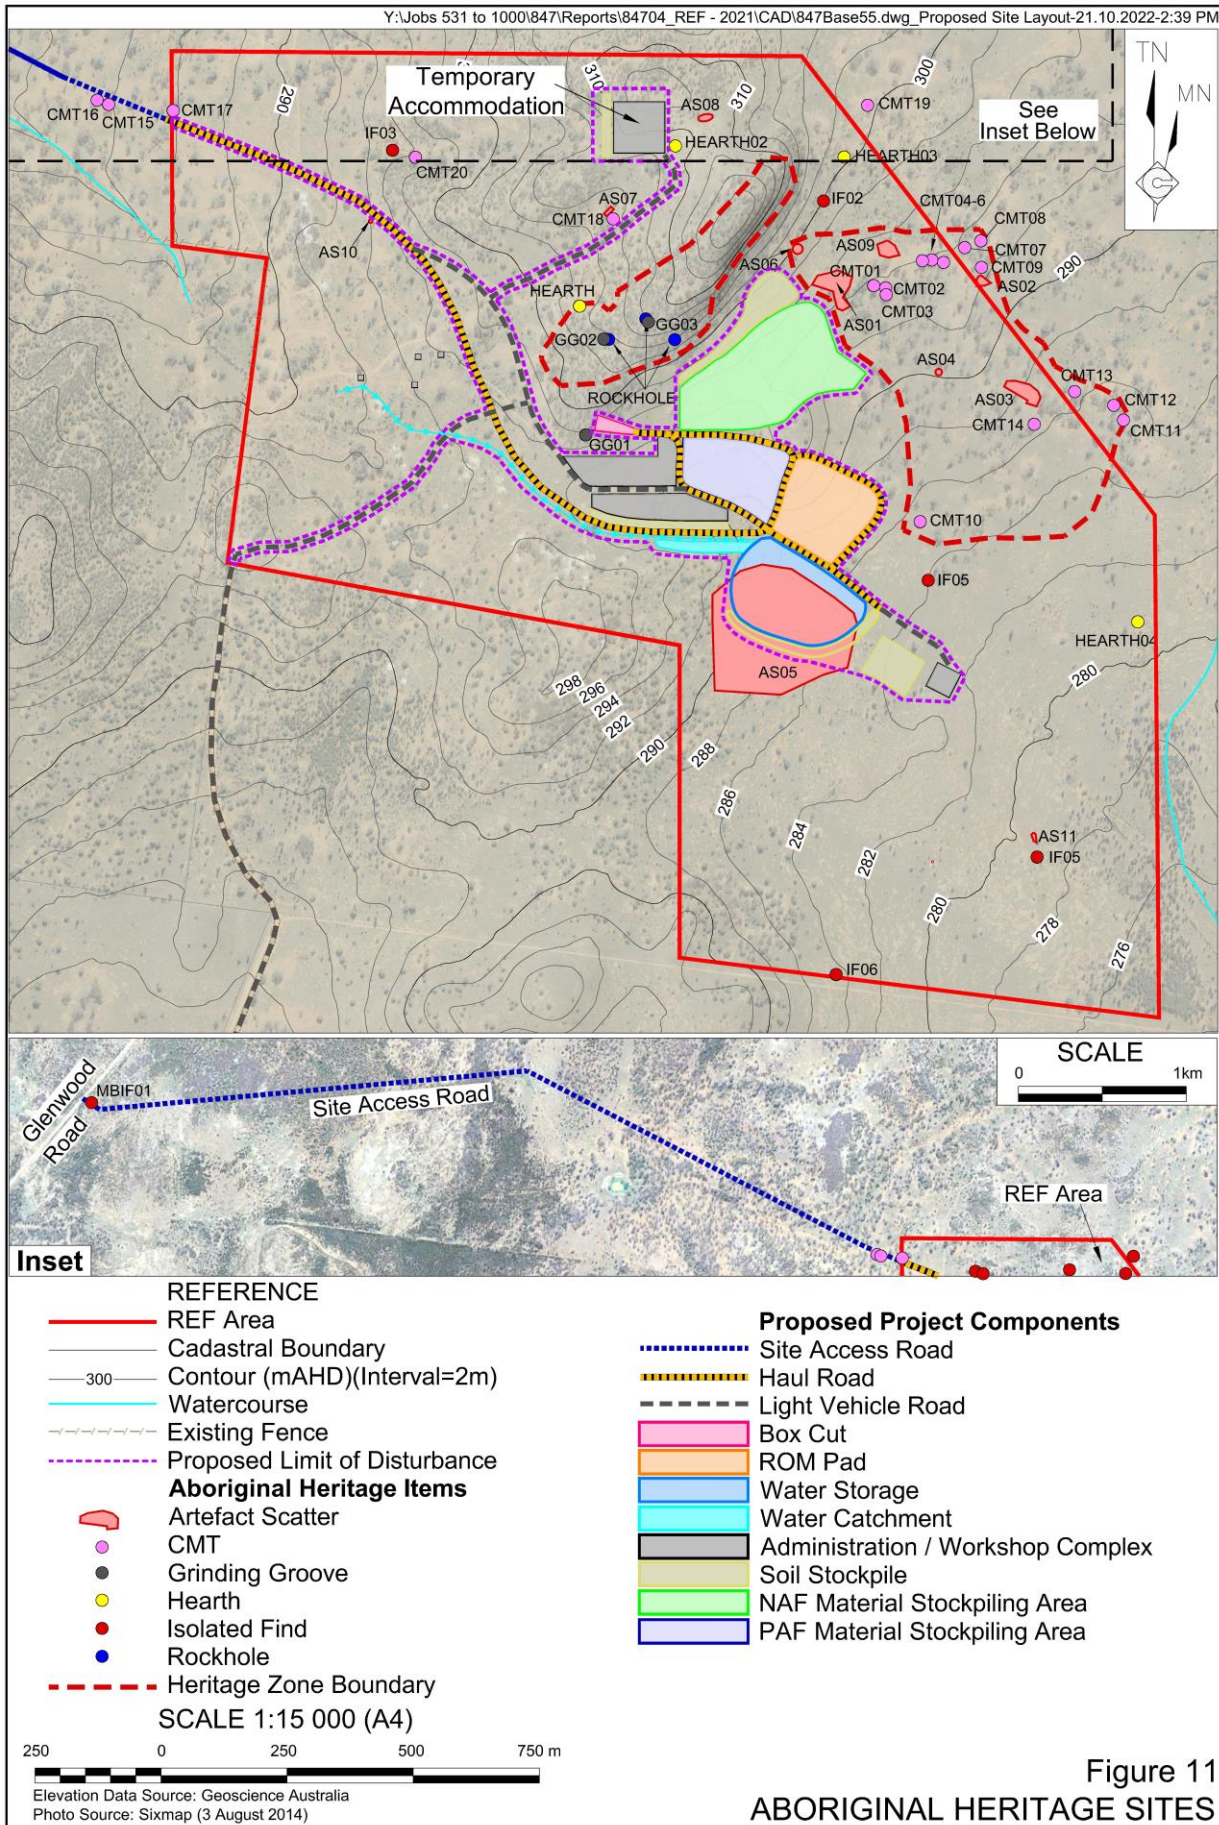 Y:\Jobs 531 to 1000\847\Reports\84704_REF - 2021\CAD\847Base55.dwg_Proposed Site Layout-21.10.2022-2:39 PM
TN
MN
Temporary
Accommodation
See
Inset Below
290
310
310
300
CMT16
CMT15
CMT17
IF03
CMT20
AS08
HEARTH02
CMT19
HEARTH03
AS07
CMT18
IF02
CMT04-6
CMT08
AS10
AS06
AS09
CMT07
CMT09
290
AS02
CMT01
CMT02
CMT03
AS01
HEARTH
GG03
GG02
ROCKHOLE
AS04
AS03
CMT13
CMT12
CMT11
CMT14
GG01
CMT10
IF05
HEARTH04
AS05
298
296
294
292
290
288
286
284
282
280
280
278
276
AS11
IF05
IF06
Glenwood
Road
MBIF01
Site Access Road
SCALE
0
1km
REF Area
Inset
REFERENCE
REF Area
Cadastral Boundary
300
Contour (mAHD)(Interval=2m)
Watercourse
Existing Fence
Proposed Limit of Disturbance
Aboriginal Heritage Items
Artefact Scatter
CMT
Grinding Groove
Hearth
Isolated Find
Rockhole
Heritage Zone Boundary
Proposed Project Components
Site Access Road
Haul Road
Light Vehicle Road
Box Cut
ROM Pad
Water Storage
Water Catchment
Administration / Workshop Complex
Soil Stockpile
NAF Material Stockpiling Area
PAF Material Stockpiling Area
SCALE 1:15 000 (A4)
250 0 250 500 750 m
Elevation Data Source: Geoscience Australia
Photo Source: Sixmap (3 August 2014)
Figure 11
ABORIGINAL HERITAGE SITES